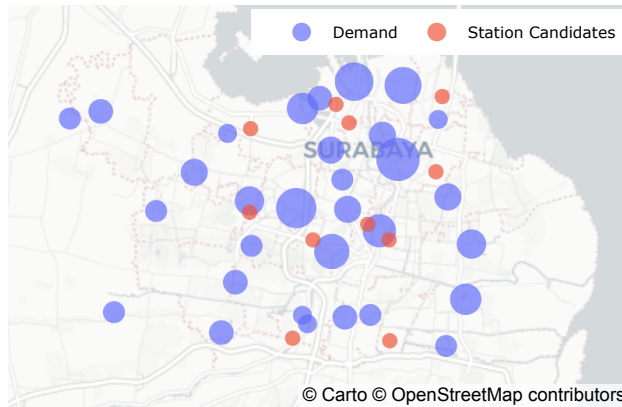 Demand
Station Candidates
SURABAYA
© Carto © OpenStreetMap contributors